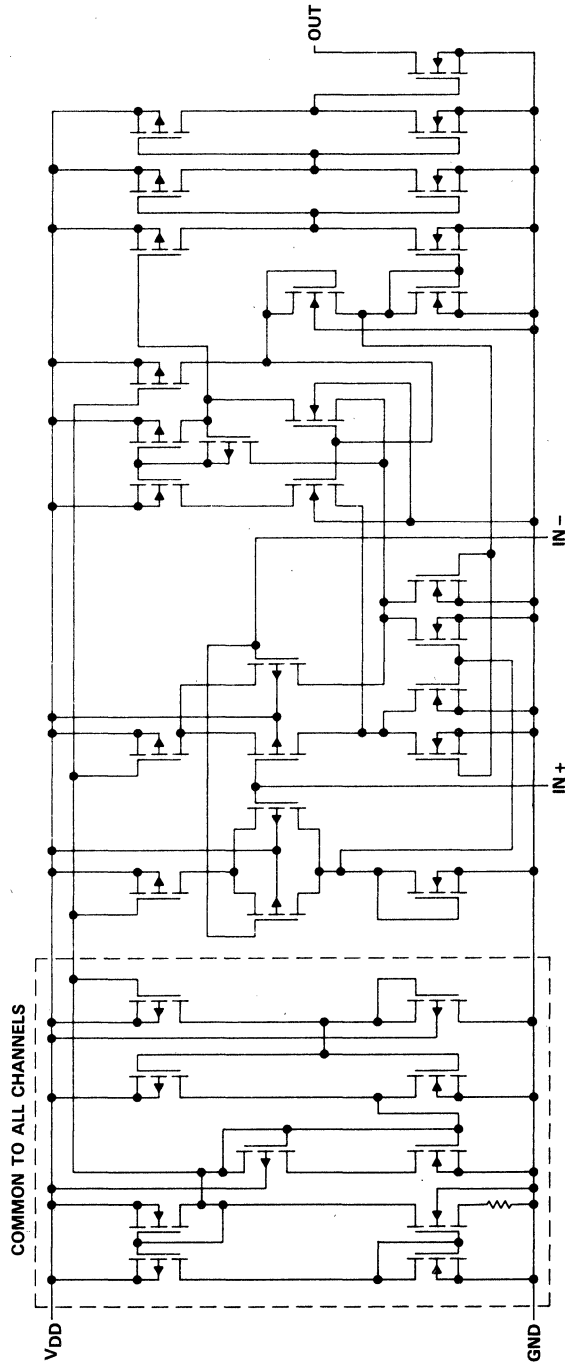 COMMON TO ALL CHANNELS
VDD
GND
IN+
IN−
OUT